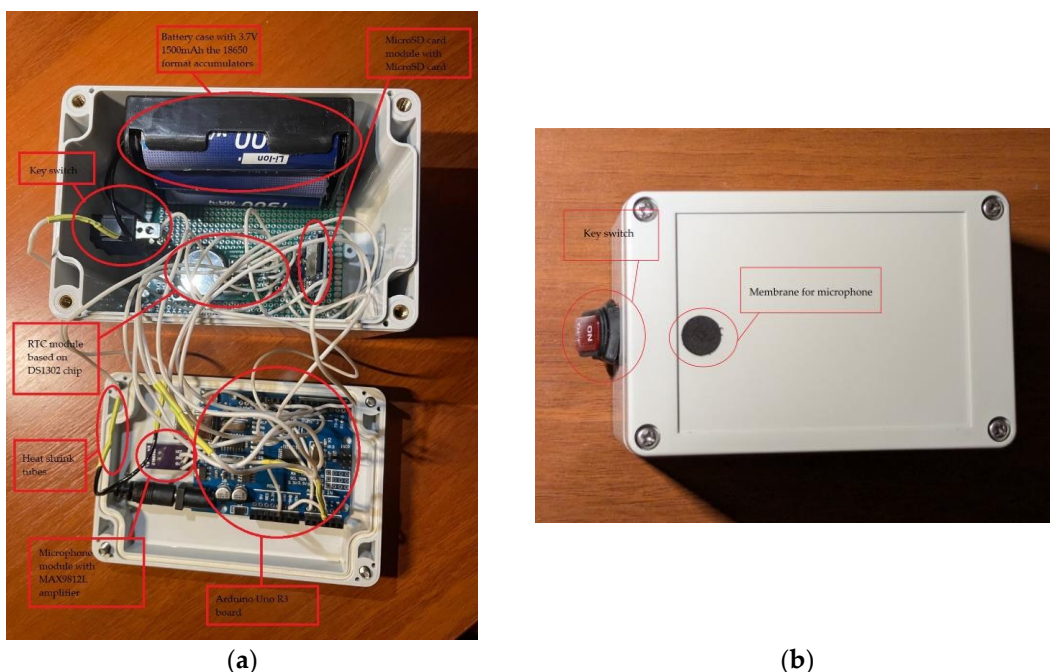 Battery case with 3.7V
1500mAh the 18650
format accumulators
MicroSD card
module with
MicroSD card
Li-Ion
Key switch
RTC module
based on
DS1302 chip
Heat shrink
tubes
Microphone
module with
MAX9812L
amplifier
Arduino Uno R3
board
(a)
Key
switch
ON
Membrane for microphone
(b)